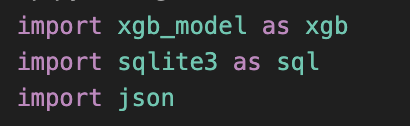 import xgb_model as xgb
import sqlite3 as sql
import json